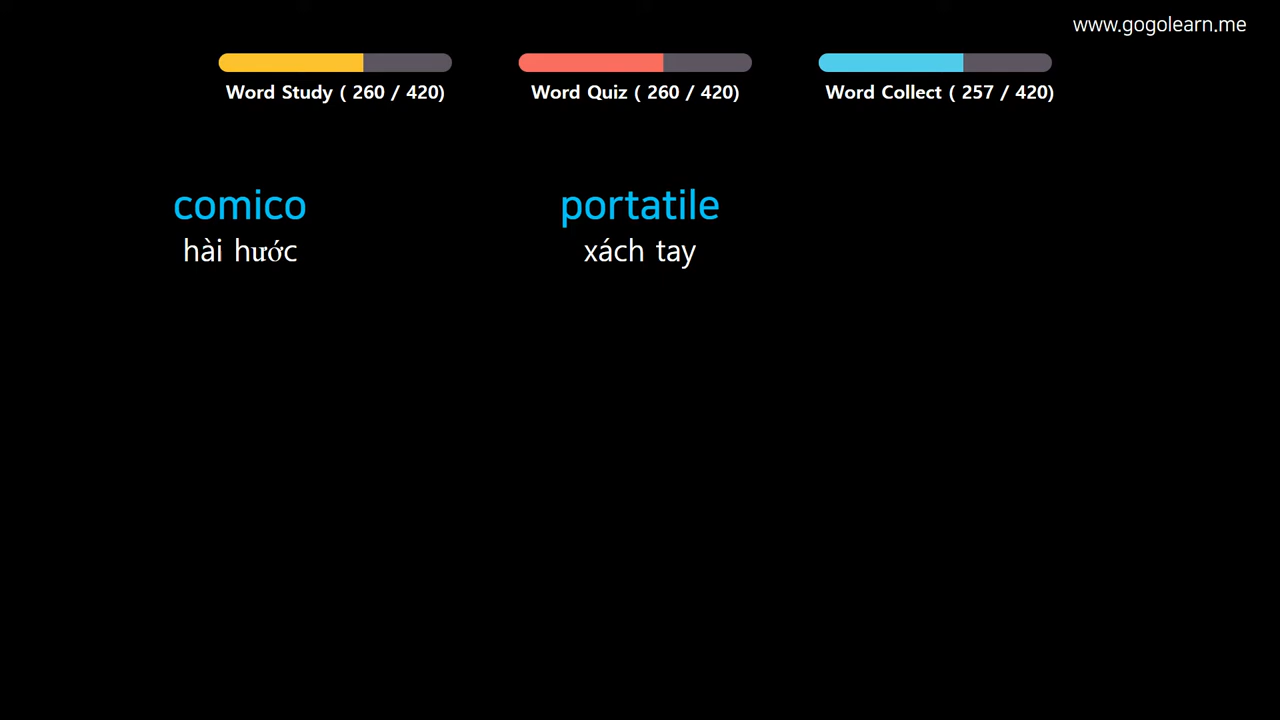 www.gogolearn.me
Word Study ( 260 / 420)
Word Quiz ( 260 / 420)
Word Collect ( 257 / 420)
comico
hài hước
portatile
xách tay